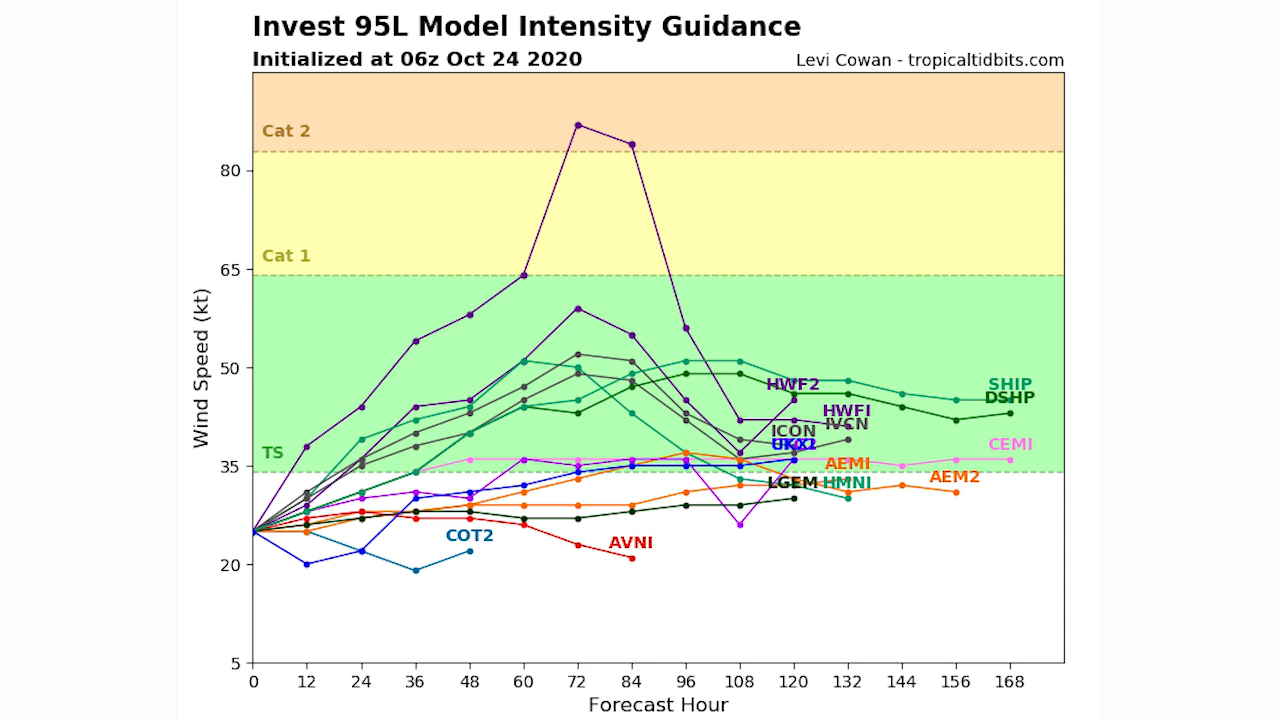 Invest 95L Model Intensity Guidance
Initialized at 06z Oct 24 2020
Levi Cowan - tropicaltidbits.com
Cat 2
80
Cat 1
65
Wind Speed (kt)
50
HWF2
SHIP
DSHP
HWFI
IVCN
ICON
TS
UKX2
CEMI
35
AEMI
AEM2
LGEM
HMNI
COT2
AVNI
20
5
0 12 24 36 48 60 72 84 96 108 120 132 144 156 168
Forecast Hour